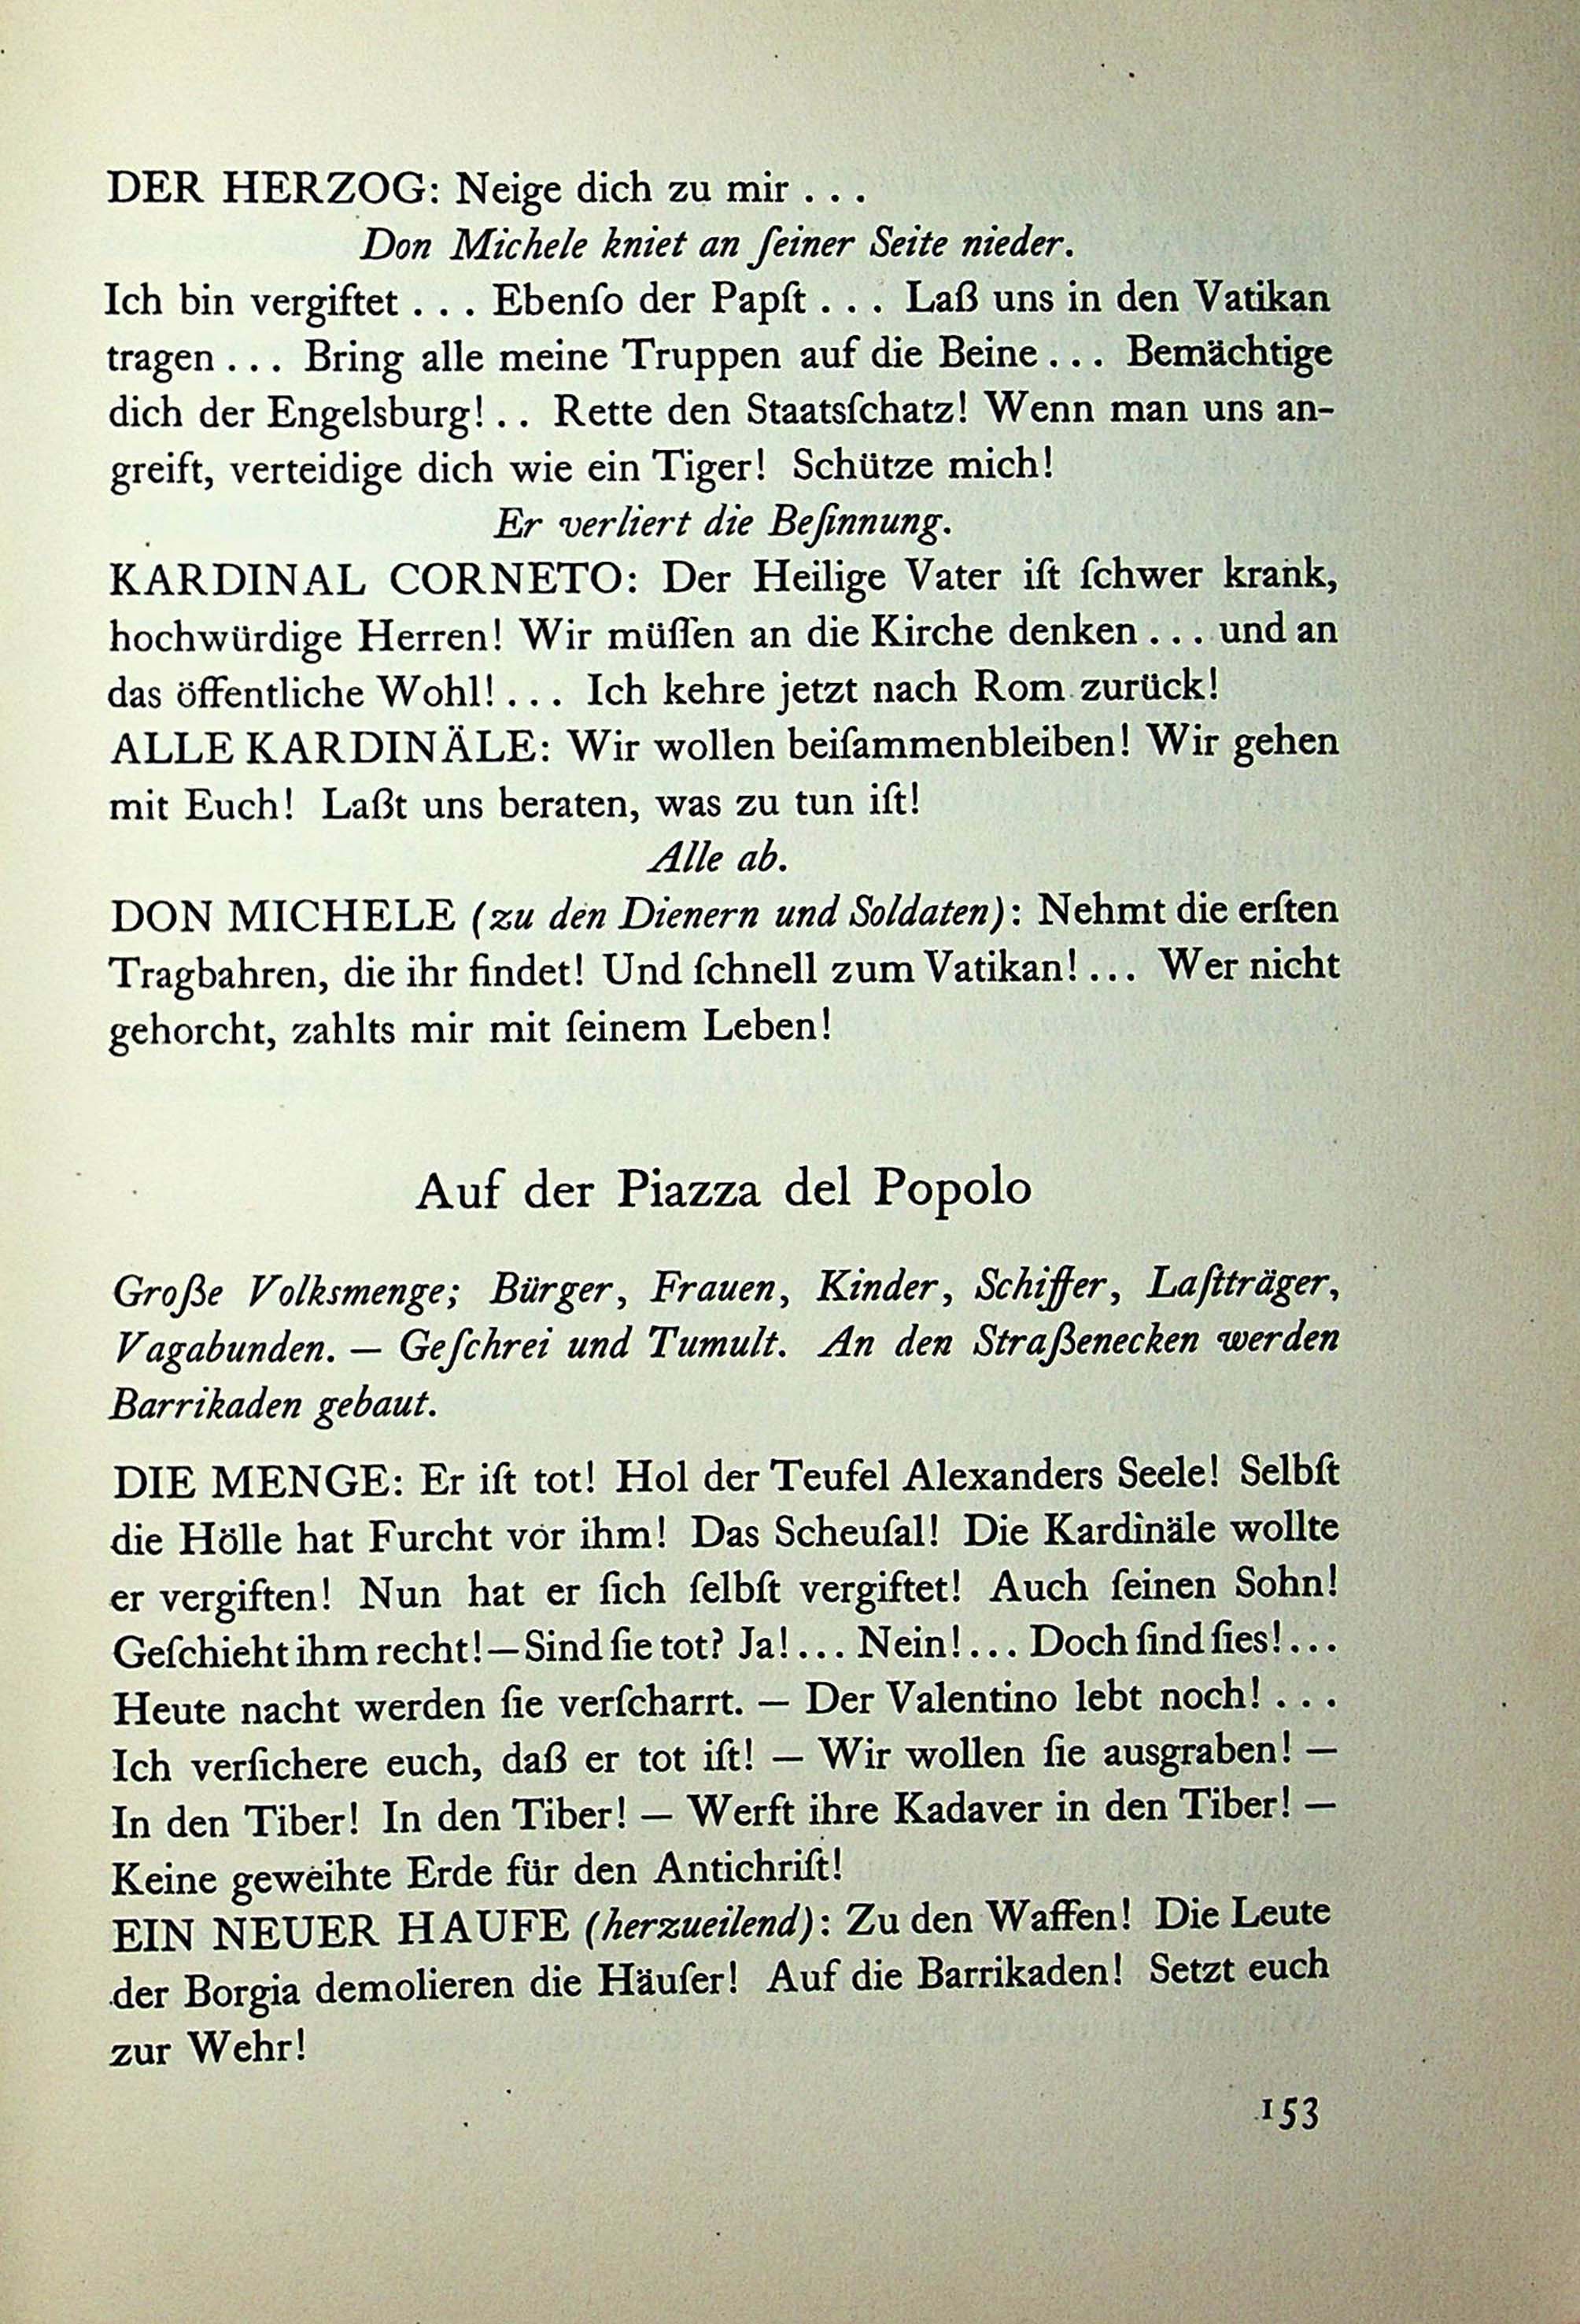 DER HERZOG: Neige dich zu mir . . .
Don Michele kniet an ſeiner Seite nieder.
Ich bin vergiftet . . . Ebenſo der Papſt . . . Laß uns in den Vatikan
tragen . . . Bring alle meine Truppen auf die Beine . . . Bemächtige
dich der Engelsburg! . . Rette den Staatsſchatz! Wenn man uns an-
greift, verteidige dich wie ein Tiger! Schütze mich!
Er verliert die Beſinnung.
KARDINAL CORNETO: Der Heilige Vater iſt ſchwer krank,
hochwürdige Herren! Wir müſſen an die Kirche denken . . . und an
das öffentliche Wohl! . . . Ich kehre jetzt nach Rom zurück!
ALLE KARDINÄLE: Wir wollen beiſammenbleiben! Wir gehen
mit Euch! Laßt uns beraten, was zu tun iſt!
Alle ab.
DON MICHELE (zu den Dienern und Soldaten): Nehmt die erſten
Tragbahren, die ihr findet! Und ſchnell zum Vatikan! . . . Wer nicht
gehorcht, zahlts mir mit ſeinem Leben!
Auf der Piazza del Popolo
Große Volksmenge; Bürger, Frauen, Kinder, Schiffer, Laſtträger,
Vagabunden. — Geſchrei und Tumult. An den Straßenecken werden
Barrikaden gebaut.
DIE MENGE: Er iſt tot! Hol der Teufel Alexanders Seele! Selbſt
die Hölle hat Furcht vor ihm! Das Scheuſal! Die Kardinäle wollte
er vergiften! Nun hat er ſich ſelbſt vergiftet! Auch ſeinen Sohn!
Geſchieht ihm recht! — Sind ſie tot? Ja! . . . Nein! . . . Doch ſind ſies! . . .
Heute nacht werden ſie verſcharrt. — Der Valentino lebt noch! . . .
Ich verſichere euch, daß er tot iſt! — Wir wollen ſie ausgraben! —
In den Tiber! In den Tiber! — Werft ihre Kadaver in den Tiber! —
Keine geweihte Erde für den Antichriſt!
EIN NEUER HAUFE (herzueilend): Zu den Waffen! Die Leute
der Borgia demolieren die Häuſer! Auf die Barrikaden! Setzt euch
zur Wehr!
153